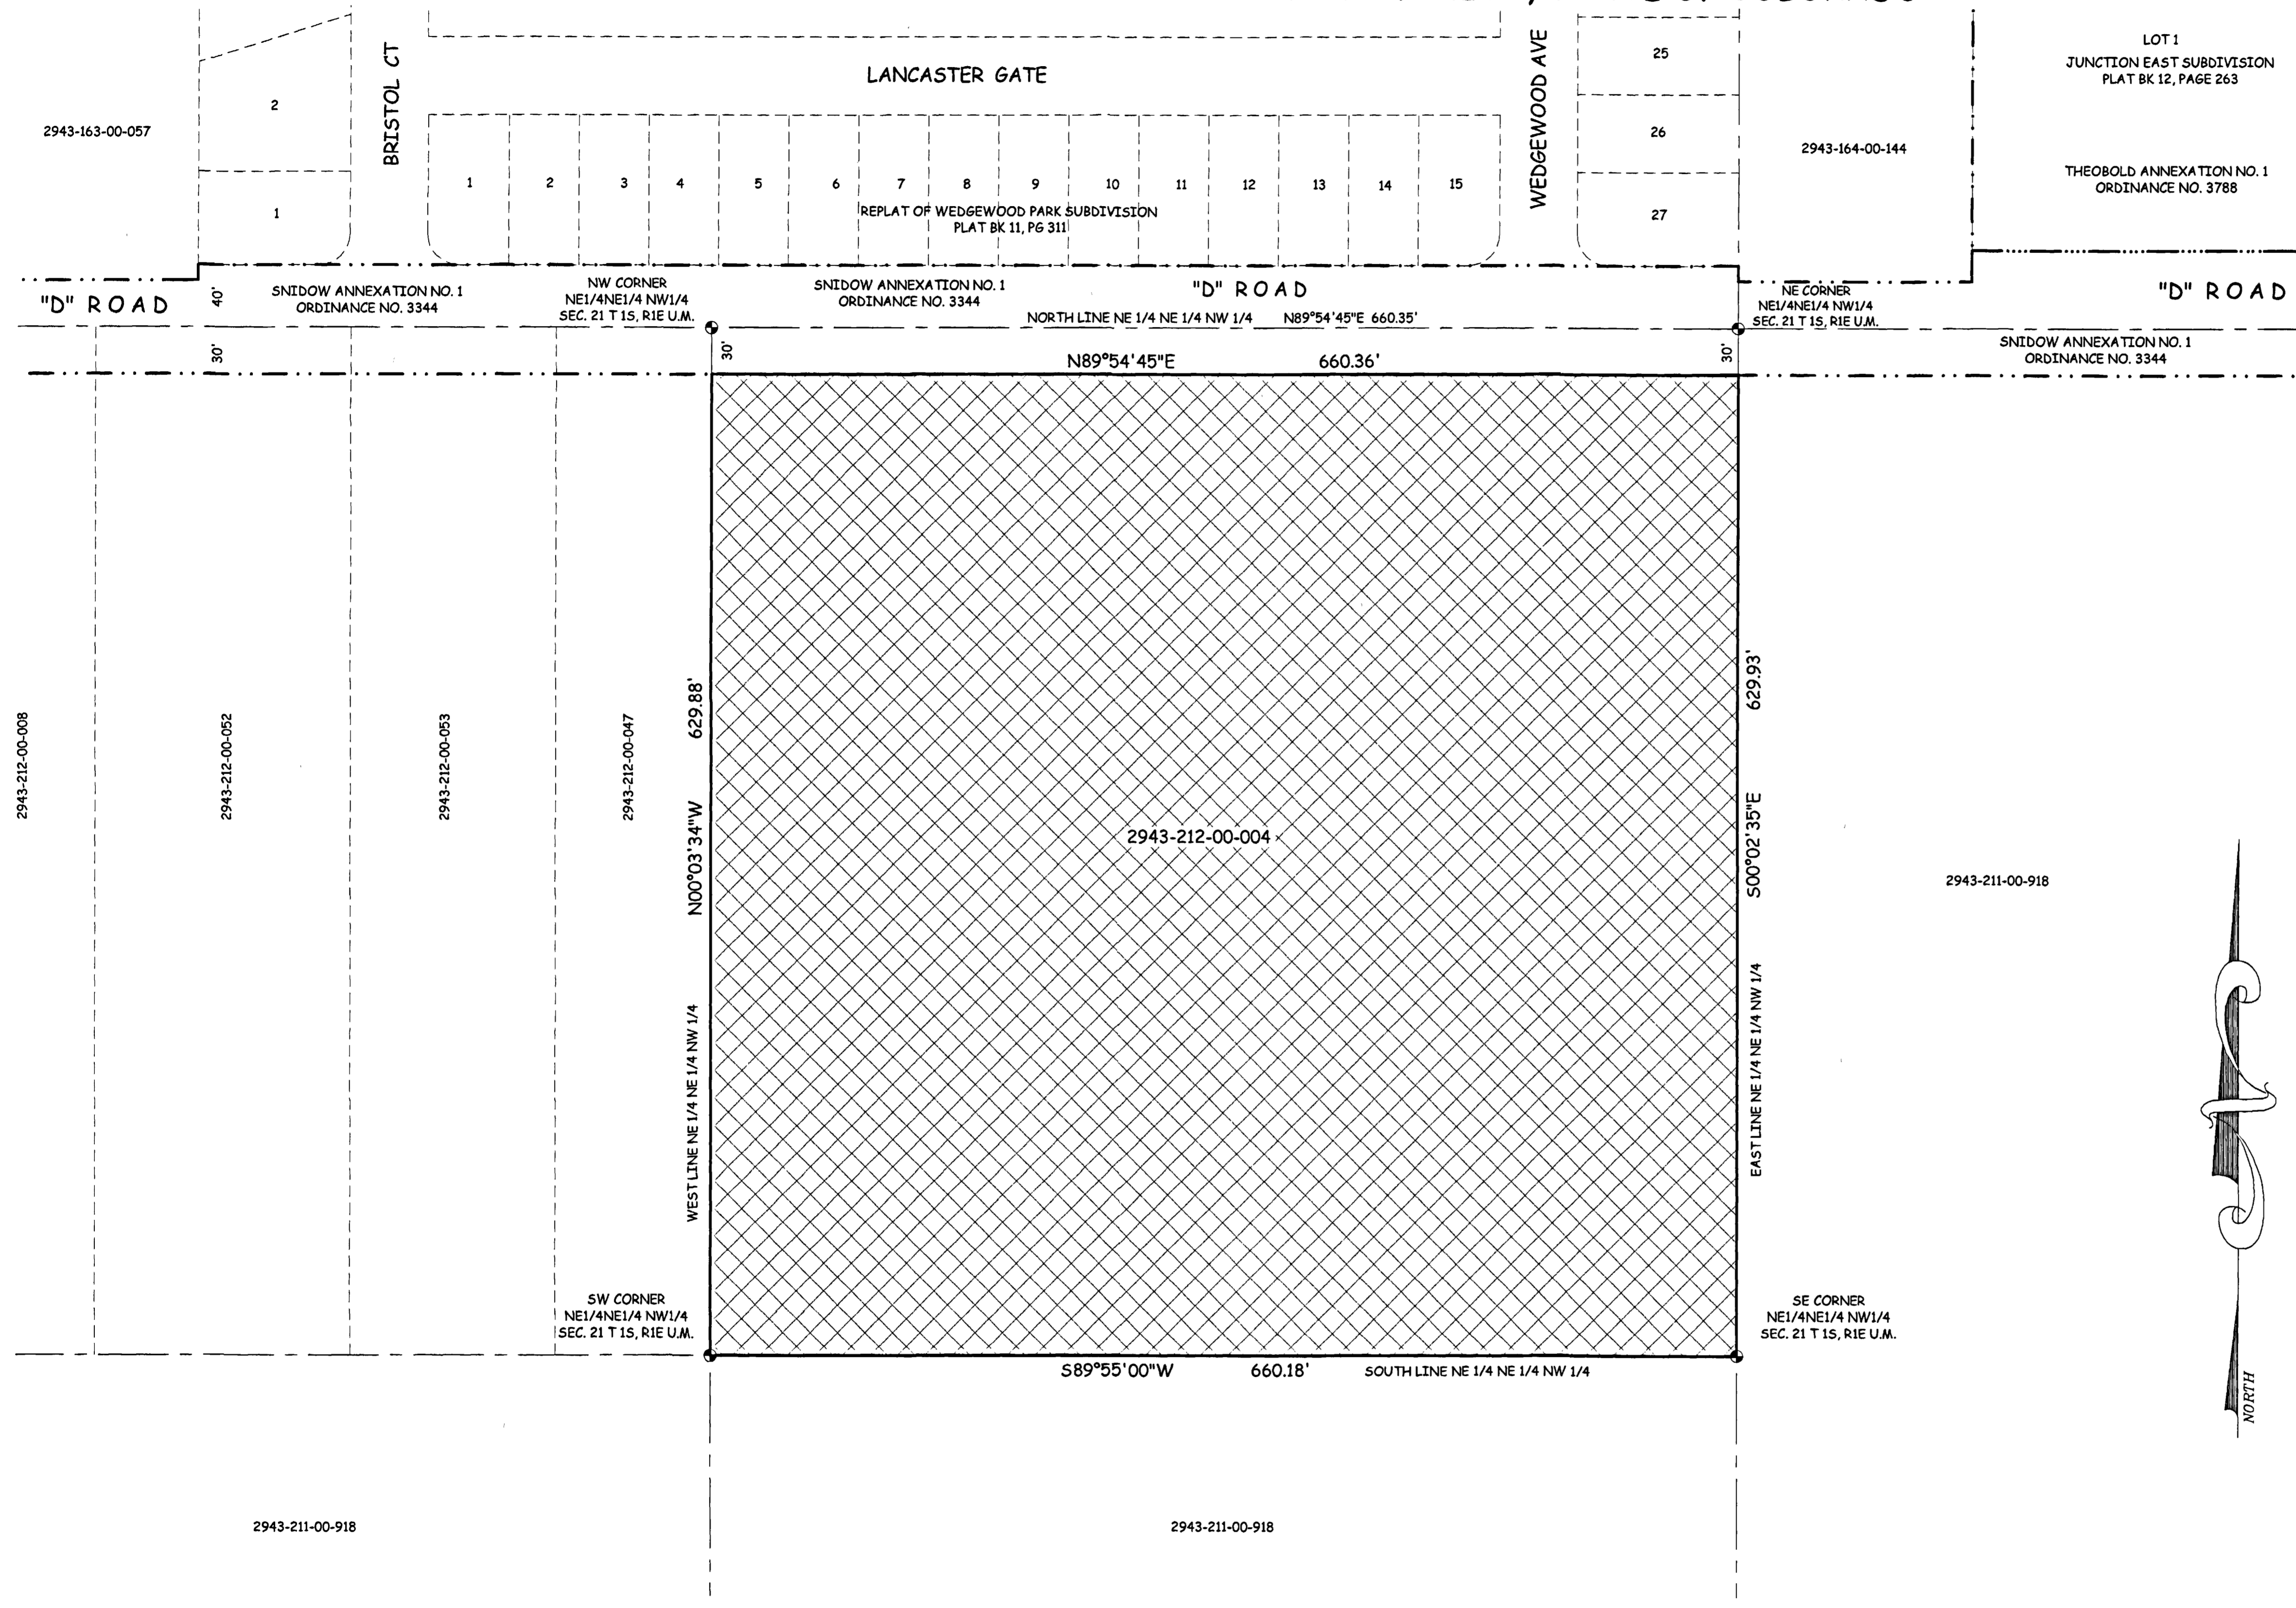 LANCASTER GATE
BRISTOL CT
WEDGEWOOD AVE
25
26
27
LOT 1
JUNCTION EAST SUBDIVISION
PLAT BK 12, PAGE 263
2
1
2943-163-00-057
2943-164-00-144
THEOBOLD ANNEXATION NO. 1
ORDINANCE NO. 3788
1
2
3
4
5
6
7
8
9
10
11
12
13
14
15
REPLAT OF WEDGEWOOD PARK SUBDIVISION
PLAT BK 11, PG 311
"D" ROAD
40'
SNIDOW ANNEXATION NO. 1
ORDINANCE NO. 3344
NW CORNER
NE1/4NE1/4 NW1/4
SEC. 21 T 1S, R1E U.M.
SNIDOW ANNEXATION NO. 1
ORDINANCE NO. 3344
"D" ROAD
NORTH LINE NE 1/4 NE 1/4 NW 1/4 N89°54'45"E 660.35'
NE CORNER
NE1/4NE1/4 NW1/4
SEC. 21 T 1S, R1E U.M.
"D" ROAD
SNIDOW ANNEXATION NO. 1
ORDINANCE NO. 3344
30'
30'
30'
N89°54'45"E 660.36'
2943-212-00-008
2943-212-00-052
2943-212-00-053
2943-212-00-047
N00°03'34"W 629.88'
WEST LINE NE 1/4 NE 1/4 NW 1/4
2943-212-00-004
S00°02'35"E 629.93'
EAST LINE NE 1/4 NE 1/4 NW 1/4
2943-211-00-918
SW CORNER
NE1/4NE1/4 NW1/4
SEC. 21 T 1S, R1E U.M.
SE CORNER
NE1/4NE1/4 NW1/4
SEC. 21 T 1S, R1E U.M.
S89°55'00"W 660.18' SOUTH LINE NE 1/4 NE 1/4 NW 1/4
NORTH
2943-211-00-918
2943-211-00-918